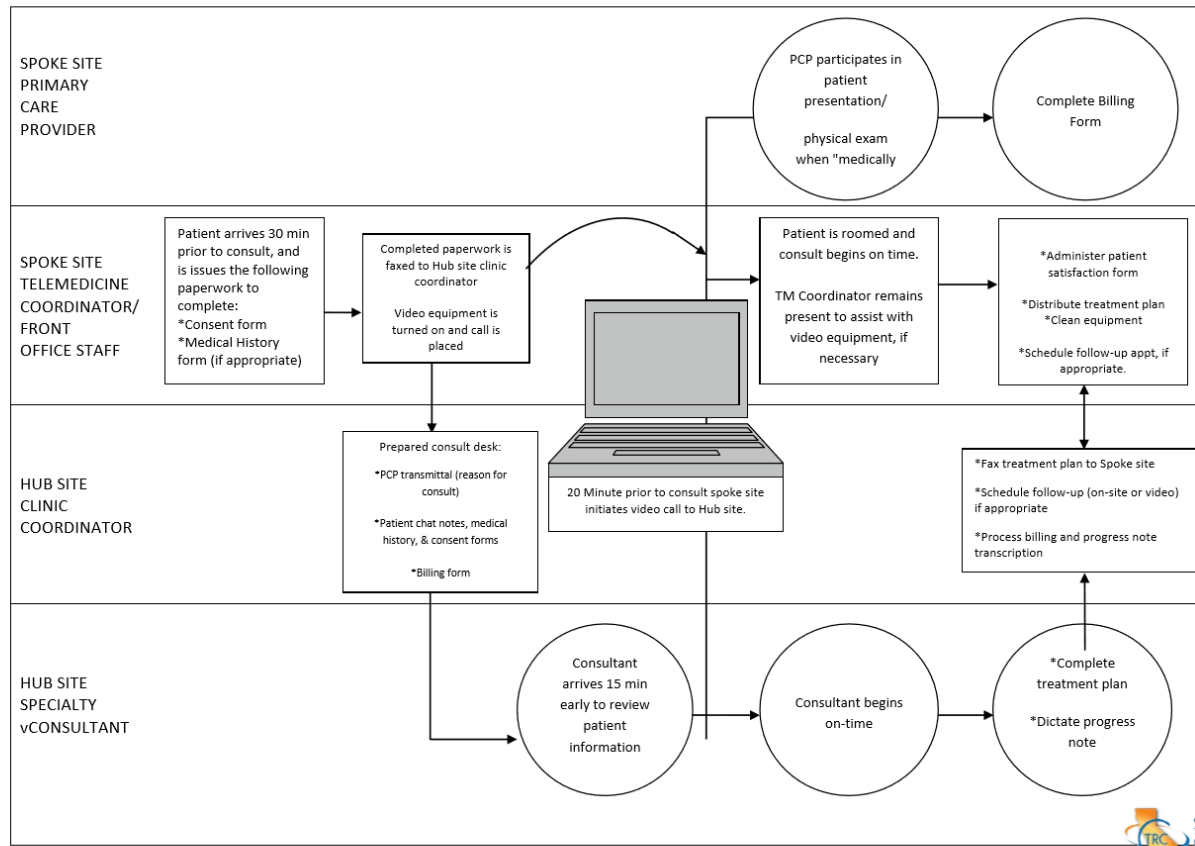 SPOKE SITE
PRIMARY
CARE
PROVIDER
PCP participates in
patient
presentation/
physical exam
when "medically
Complete Billing
Form
SPOKE SITE
TELEMEDICINE
COORDINATOR/
FRONT
OFFICE STAFF
Patient arrives 30 min
prior to consult, and
is issues the following
paperwork to
complete:
*Consent form
*Medical History
form (if appropriate)
Completed paperwork is
faxed to Hub site clinic
coordinator
Video equipment is
turned on and call is
placed
Patient is roomed and
consult begins on time.
TM Coordinator remains
present to assist with
video equipment, if
necessary
*Administer patient
satisfaction form
*Distribute treatment plan
*Clean equipment
*Schedule follow-up appt, if
appropriate.
HUB SITE
CLINIC
COORDINATOR
Prepared consult desk:
*PCP transmittal (reason for
consult)
*Patient chat notes, medical
history, & consent forms
*Billing form
20 Minute prior to consult spoke site
initiates video call to Hub site.
*Fax treatment plan to Spoke site
*Schedule follow-up (on-site or video)
if appropriate
*Process billing and progress note
transcription
HUB SITE
SPECIALTY
vCONSULTANT
Consultant
arrives 15 min
early to review
patient
information
Consultant begins
on-time
*Complete
treatment plan
*Dictate progress
note
TRC